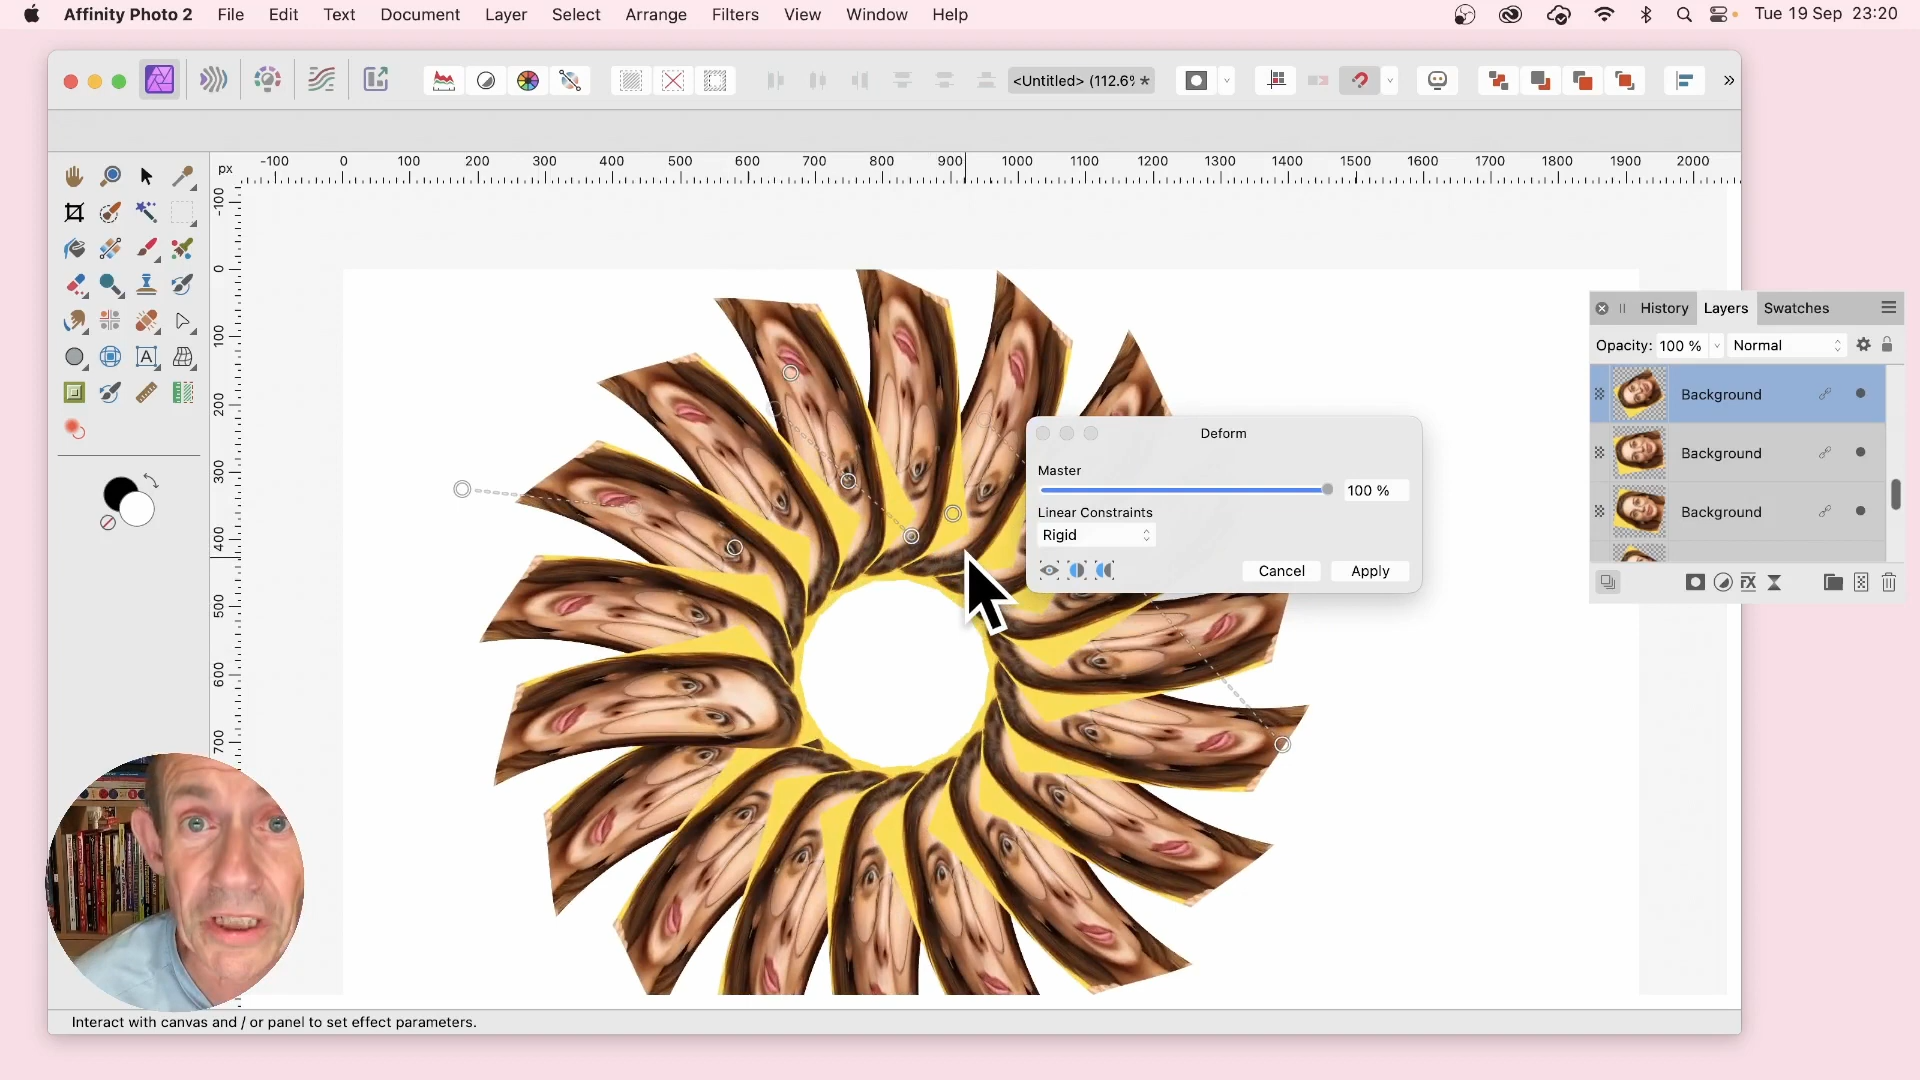 Affinity Photo 2 File Edit Text Document Layer Select Arrange Filters View Window Help Tue 19 Sep 23:20
<Untitled> (112.6% *
px -100 0 100 200 300 400 500 600 700 800 900 1000 1100 1200 1300 1400 1500 1600 1700 1800 1900 2000
-100
0
100
200
300
400
500
600
700
History Layers Swatches
Opacity: 100 % Normal
Background
Background
Background
Deform
Master
100 %
Linear Constraints
Rigid
Cancel Apply
Interact with canvas and / or panel to set effect parameters.